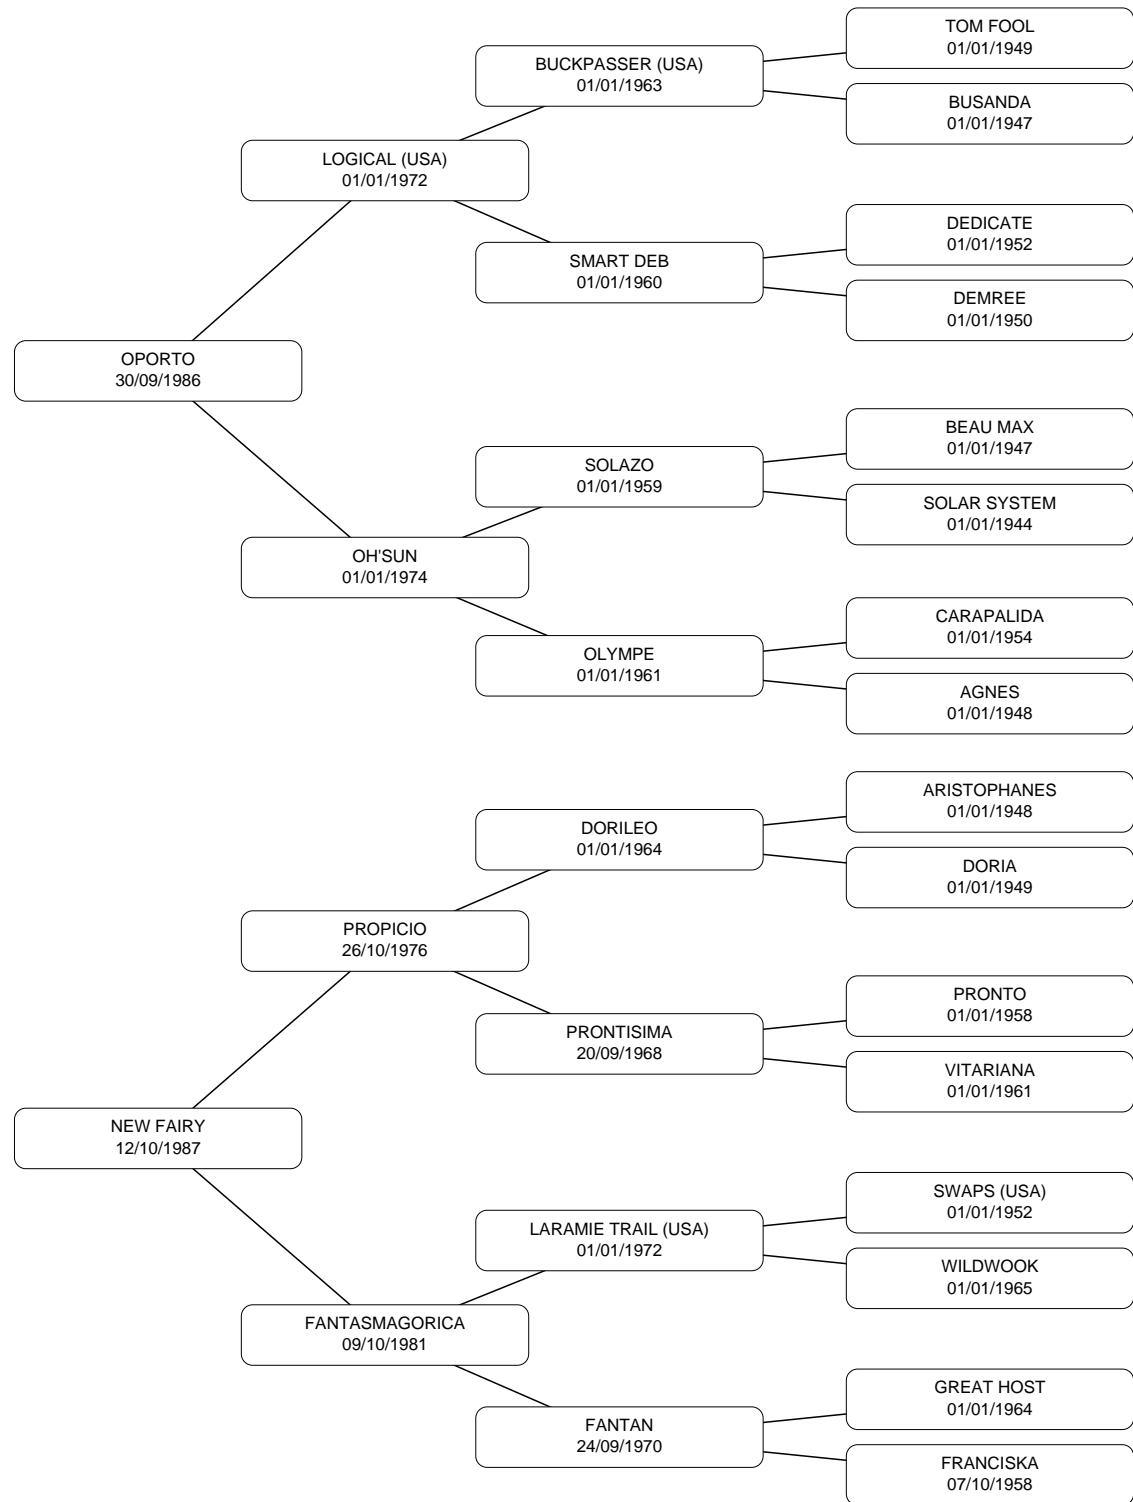 TOM FOOL
01/01/1949
BUCKPASSER (USA)
01/01/1963
BUSANDA
01/01/1947
LOGICAL (USA)
01/01/1972
DEDICATE
01/01/1952
SMART DEB
01/01/1960
DEMREE
01/01/1950
OPORTO
30/09/1986
BEAU MAX
01/01/1947
SOLAZO
01/01/1959
SOLAR SYSTEM
01/01/1944
OH'SUN
01/01/1974
CARAPALIDA
01/01/1954
OLYMPE
01/01/1961
AGNES
01/01/1948
ARISTOPHANES
01/01/1948
DORILEO
01/01/1964
DORIA
01/01/1949
PROPICIO
26/10/1976
PRONTO
01/01/1958
PRONTISIMA
20/09/1968
VITARIANA
01/01/1961
NEW FAIRY
12/10/1987
SWAPS (USA)
01/01/1952
LARAMIE TRAIL (USA)
01/01/1972
WILDWOOK
01/01/1965
FANTASMAGORICA
09/10/1981
GREAT HOST
01/01/1964
FANTAN
24/09/1970
FRANCISKA
07/10/1958